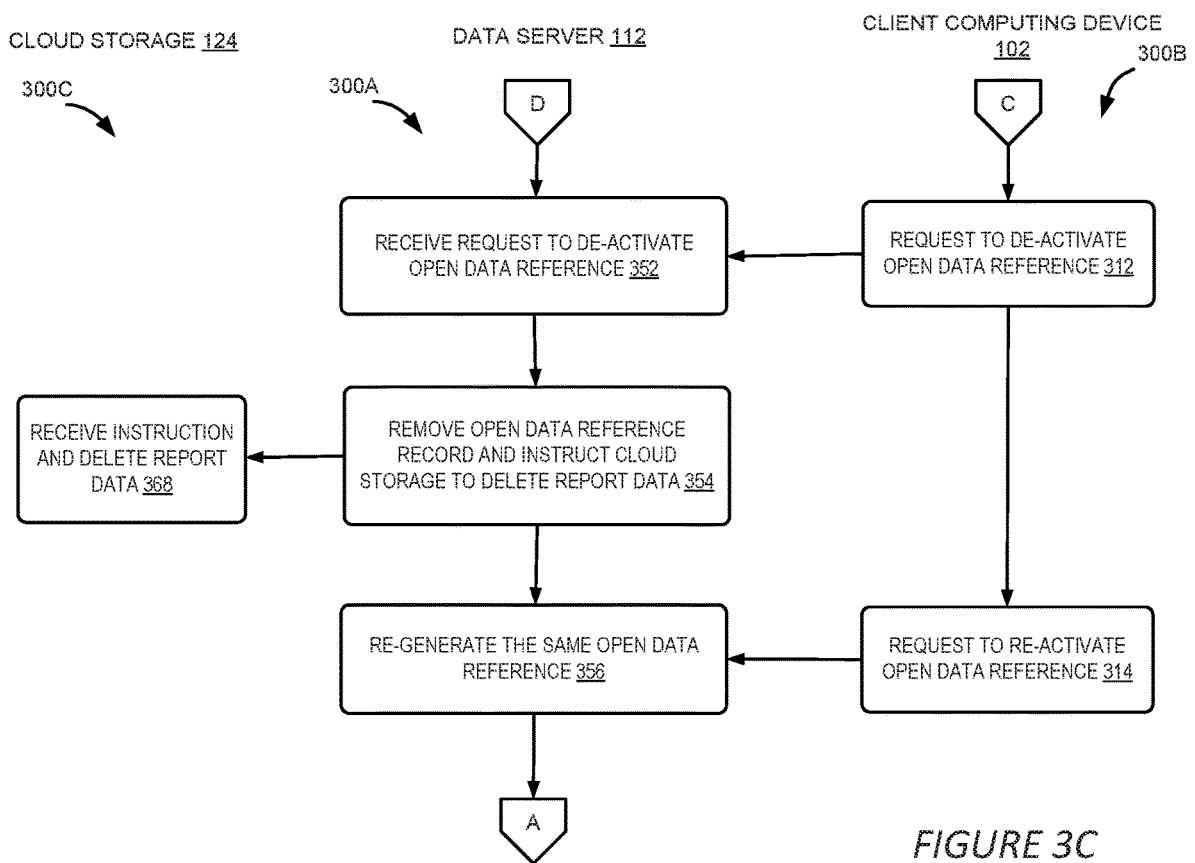 CLOUD STORAGE 124
DATA SERVER 112
CLIENT COMPUTING DEVICE
102
300C
300A
300B
D
C
RECEIVE REQUEST TO DE-ACTIVATE
OPEN DATA REFERENCE 352
REQUEST TO DE-ACTIVATE
OPEN DATA REFERENCE 312
RECEIVE INSTRUCTION
AND DELETE REPORT
DATA 368
REMOVE OPEN DATA REFERENCE
RECORD AND INSTRUCT CLOUD
STORAGE TO DELETE REPORT DATA 354
RE-GENERATE THE SAME OPEN DATA
REFERENCE 356
REQUEST TO RE-ACTIVATE
OPEN DATA REFERENCE 314
A
FIGURE 3C